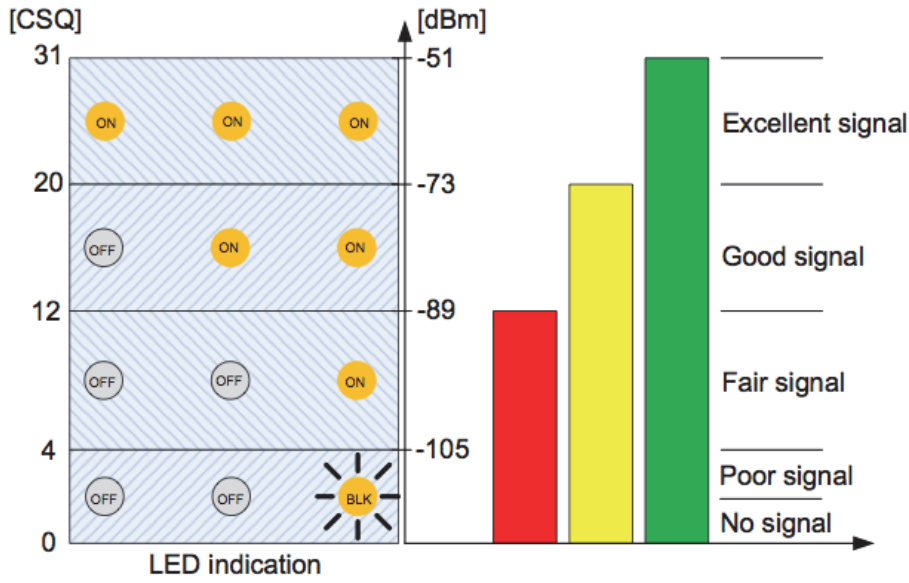 [CSQ] [dBm]
31 -51
ON ON ON Excellent signal
20 -73
OFF ON ON Good signal
12 -89
OFF OFF ON Fair signal
4 -105
Poor signal
OFF OFF BLK
No signal
0
LED indication